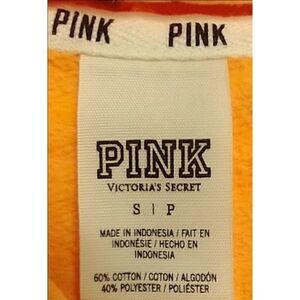 PINK PINK
PINK
VICTORIA'S SECRET
S | P
MADE IN INDONESIA / FAIT EN
INDONÉSIE / HECHO EN
INDONESIA
60% COTTON / COTON / ALGODÓN
40% POLYESTER / POLIÉSTER